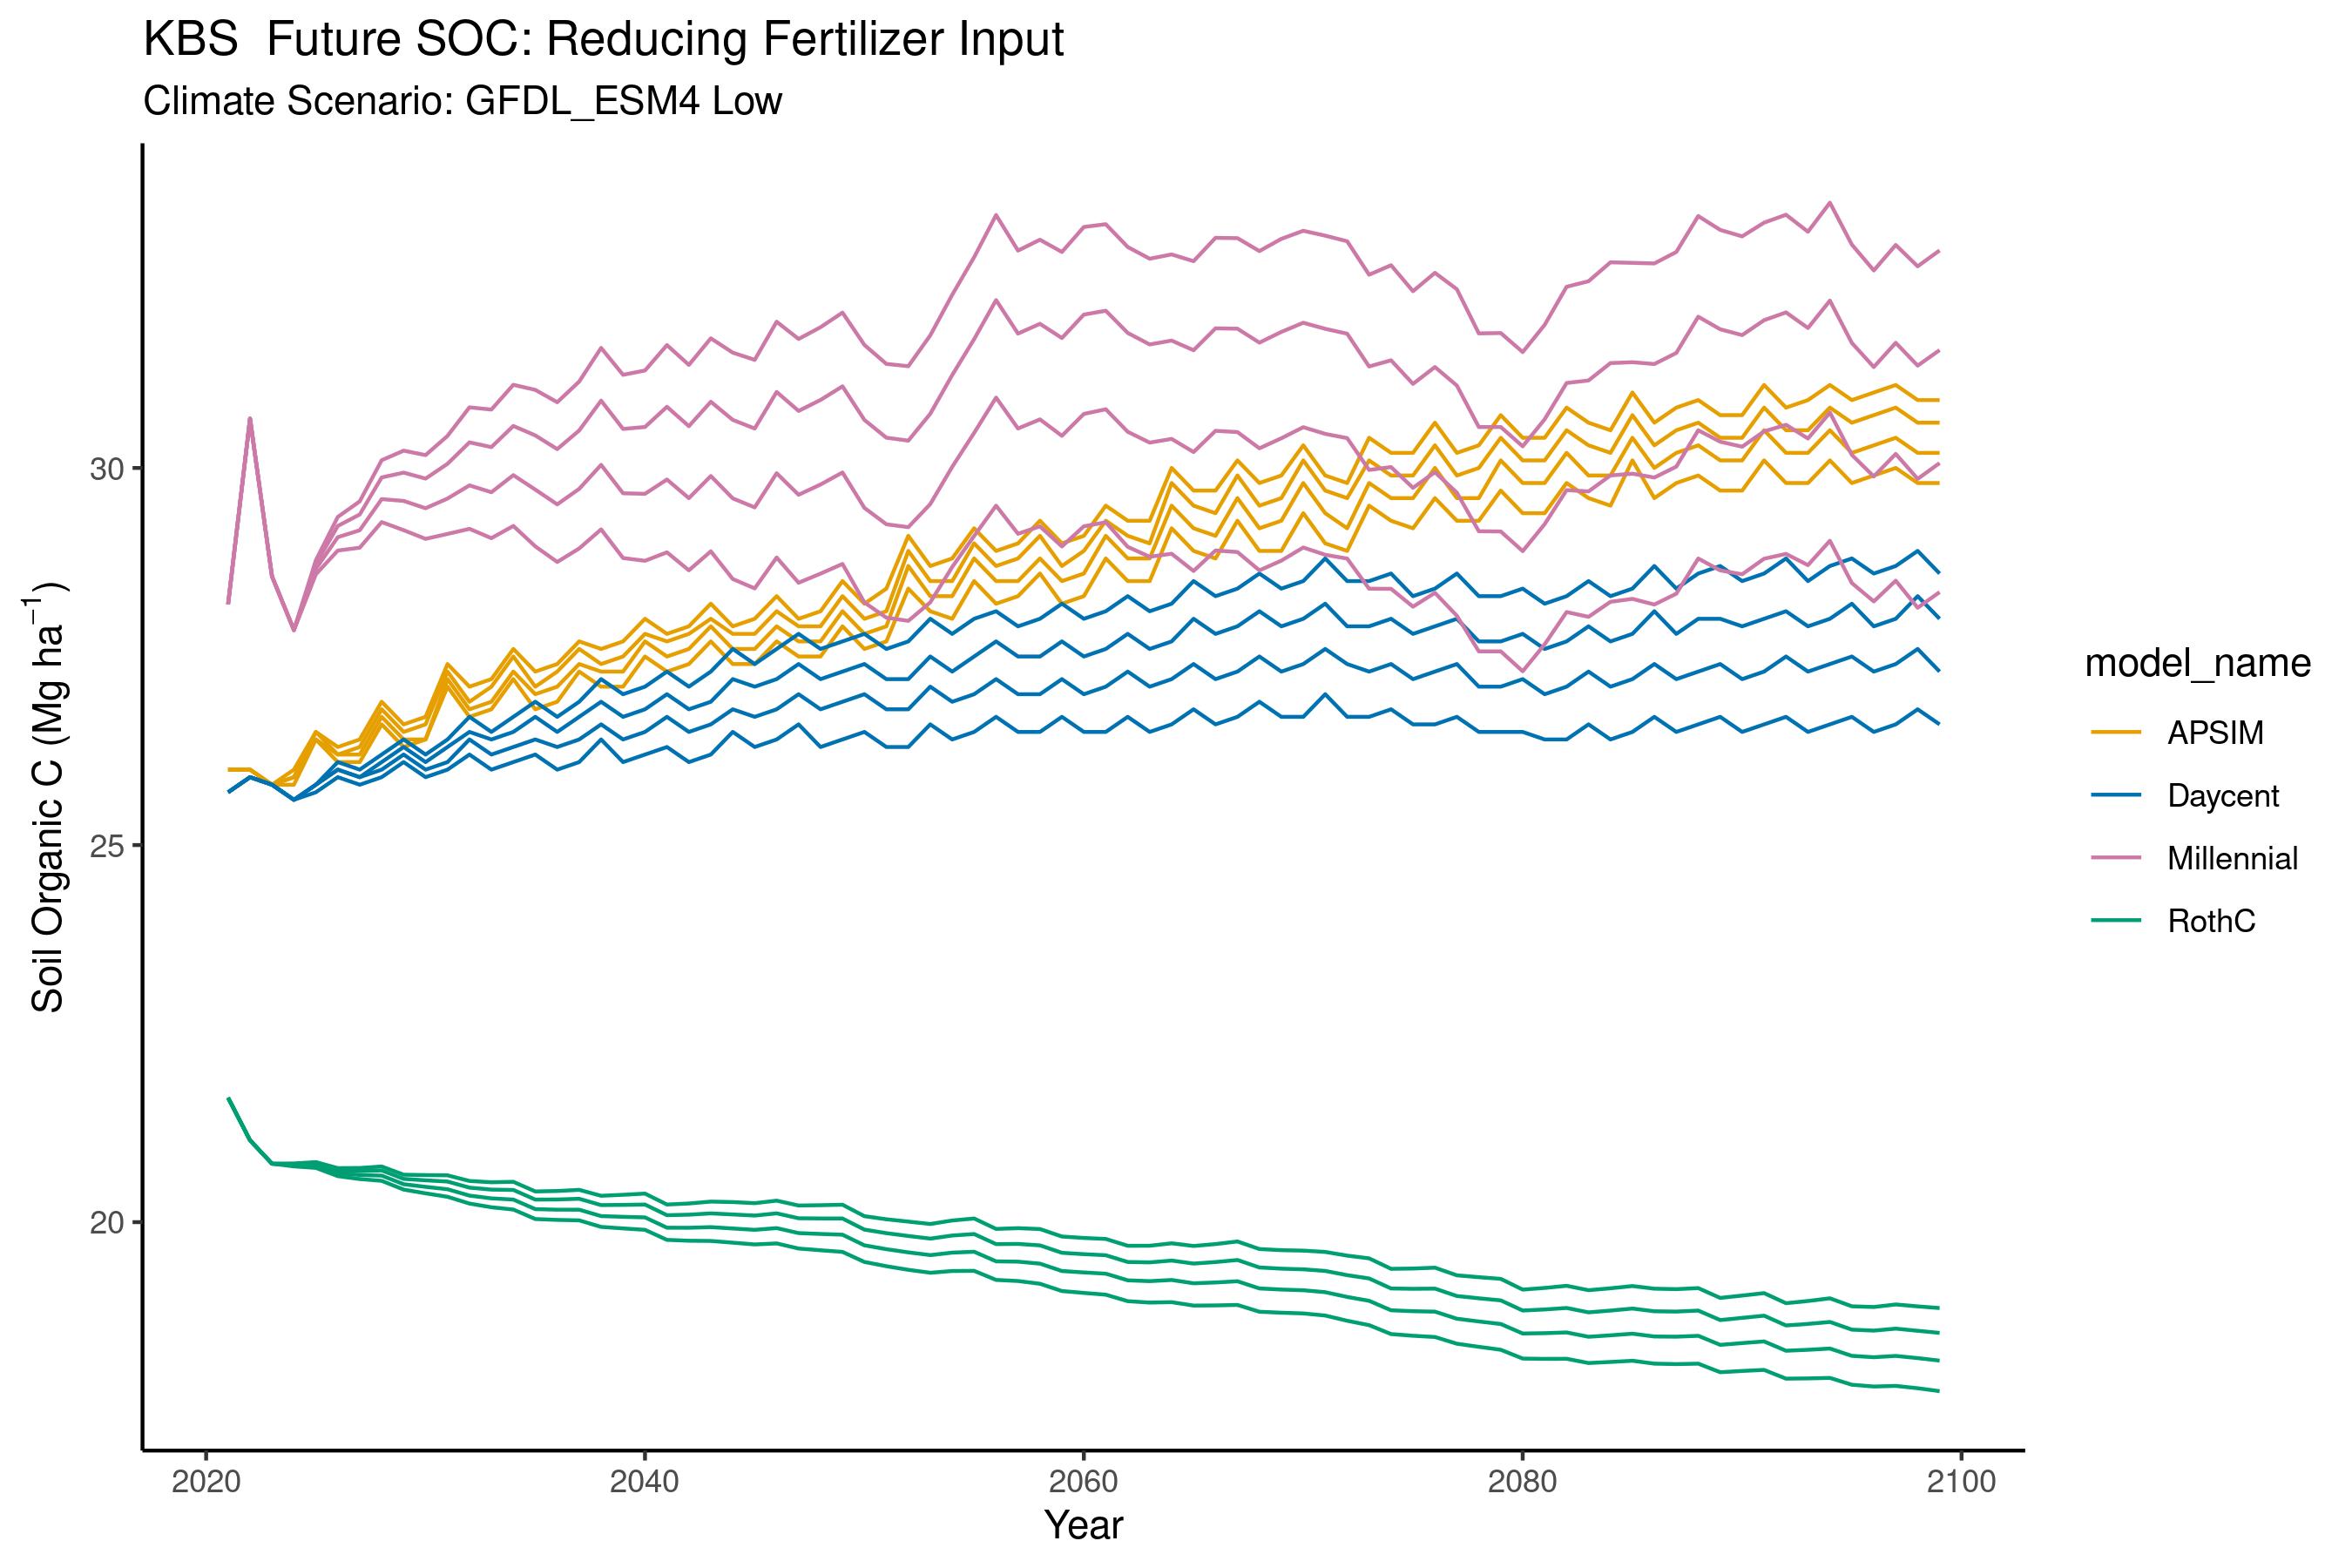 KBS  Future SOC: Reducing Fertilizer Input
Climate Scenario: GFDL_ESM4 Low
Soil Organic C (Mg ha⁻¹)
30
25
20
2020
2040
2060
2080
2100
Year
model_name
APSIM
Daycent
Millennial
RothC